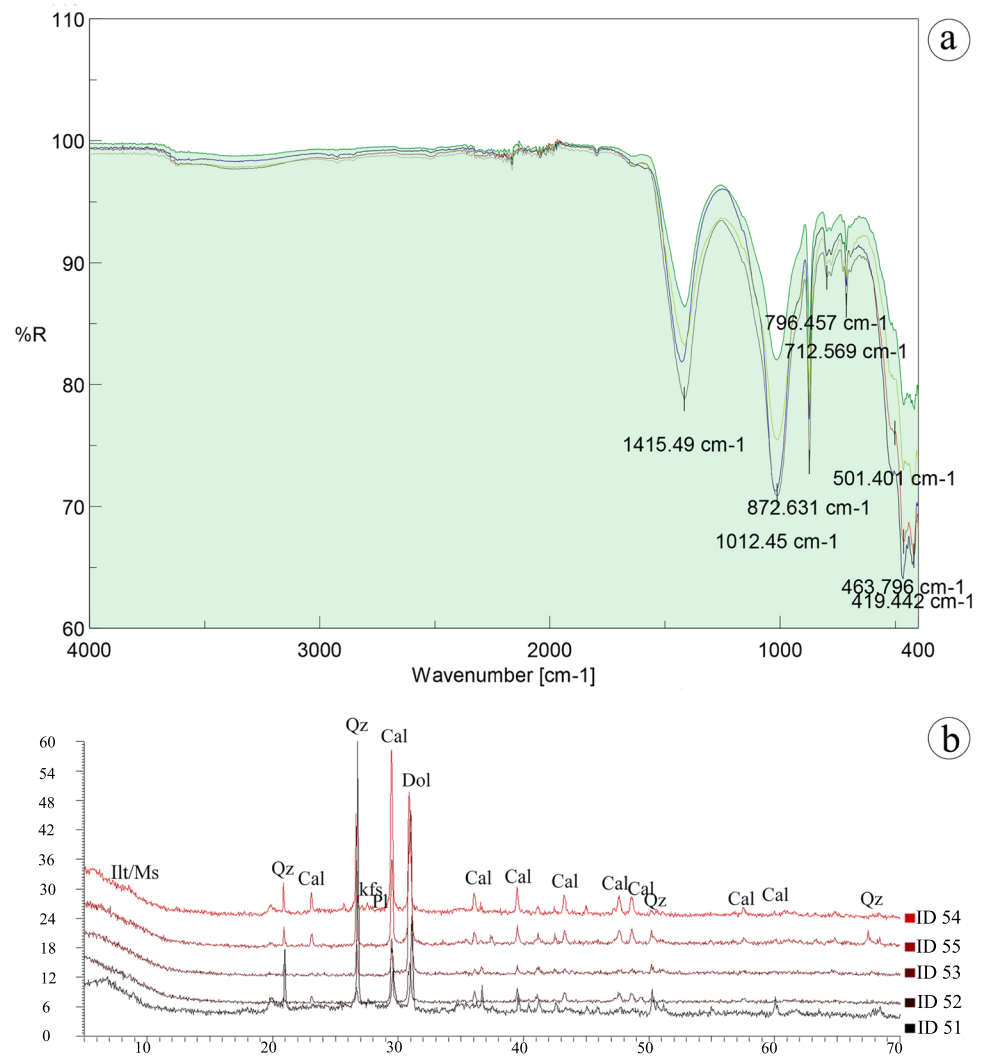 110
a
100
90
%R
796.457 cm-1
712.569 cm-1
80
1415.49 cm-1
501.401 cm-1
70
872.631 cm-1
1012.45 cm-1
463.796 cm-1
419.442 cm-1
60
4000 3000 2000 1000 400
Wavenumber [cm-1]
b
Qz
60
Cal
54
Dol
48
42
36
Ilt/Ms
Qz
Cal
30
kfs
Pl
Cal Cal Cal Cal Cal Qz Cal Cal Qz
24
ID 54
18
ID 55
12
ID 53
6
ID 52
0
ID 51
10 20 30 40 50 60 70